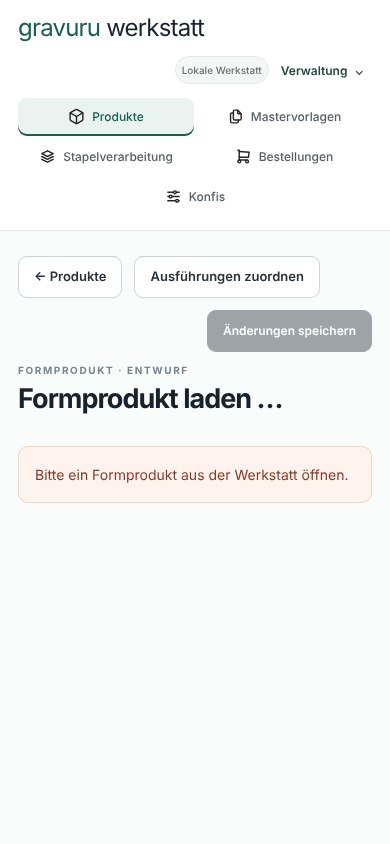 gravuru werkstatt
Lokale Werkstatt
Verwaltung
Produkte
Mastervorlagen
Stapelverarbeitung
Bestellungen
Konfis
← Produkte
Ausführungen zuordnen
Änderungen speichern
FORMPRODUKT · ENTWURF
Formprodukt laden …
Bitte ein Formprodukt aus der Werkstatt öffnen.